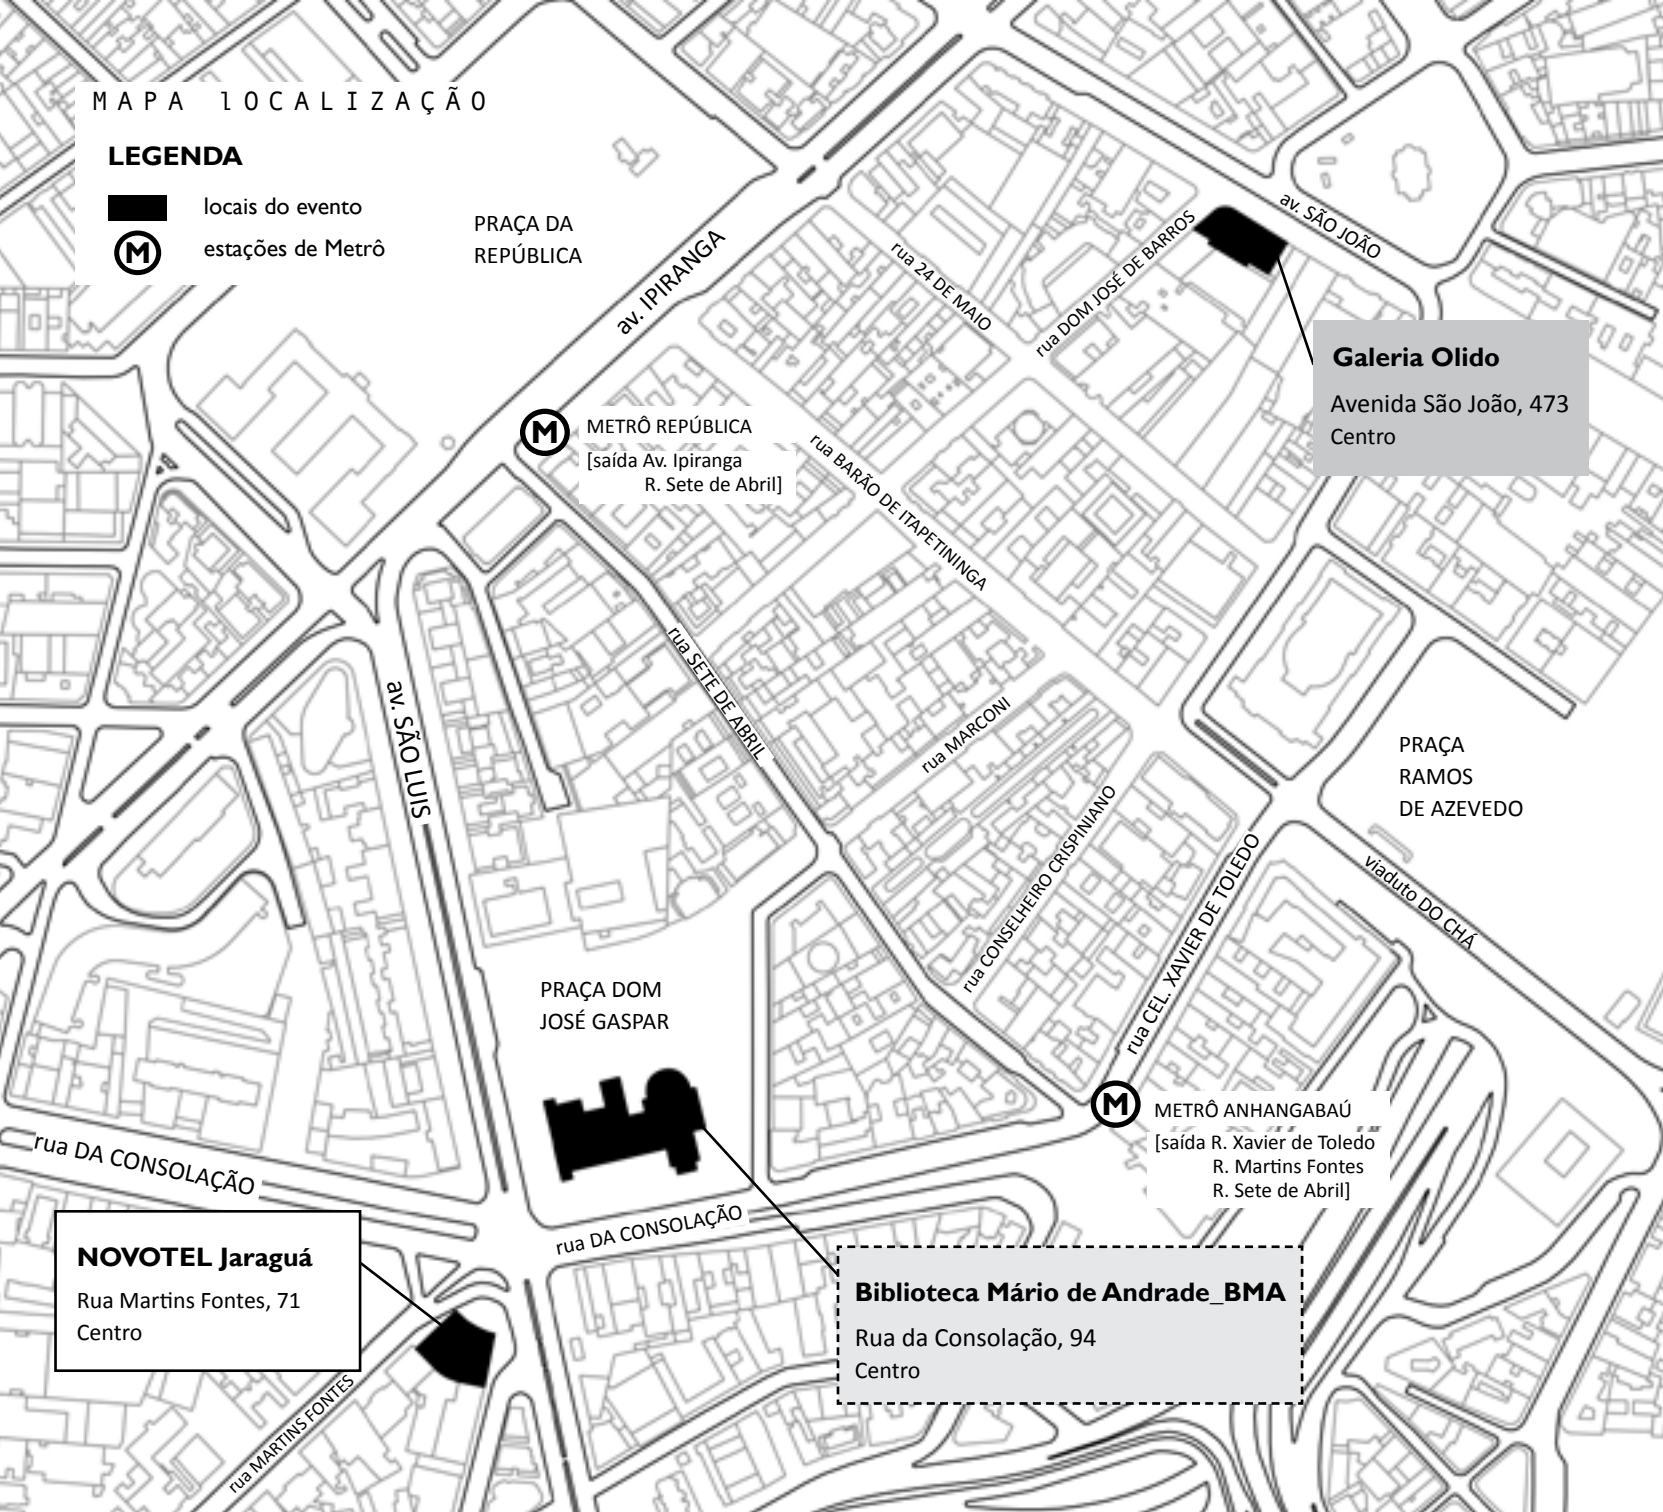 MAPA lOCALIZAÇÃO
LEGENDA
locais do evento
M
estações de Metrô
PRAÇA DA
REPÚBLICA
av. IPIRANGA
rua 24 DE MAIO
rua DOM JOSÉ DE BARROS
av. SÃO JOÃO
Galeria Olido
Avenida São João, 473
Centro
M
METRÔ REPÚBLICA
[saída Av. Ipiranga
R. Sete de Abril]
rua BARÃO DE ITAPETININGA
rua SETE DE ABRIL
av. SÃO LUIS
rua MARCONI
rua CONSELHEIRO CRISPINIANO
rua CEL. XAVIER DE TOLEDO
PRAÇA
RAMOS
DE AZEVEDO
viaduto DO CHÁ
PRAÇA DOM
JOSÉ GASPAR
M
METRÔ ANHANGABAÚ
[saída R. Xavier de Toledo
R. Martins Fontes
R. Sete de Abril]
rua DA CONSOLAÇÃO
rua DA CONSOLAÇÃO
NOVOTEL Jaraguá
Rua Martins Fontes, 71
Centro
Biblioteca Mário de Andrade_BMA
Rua da Consolação, 94
Centro
rua MARTINS FONTES